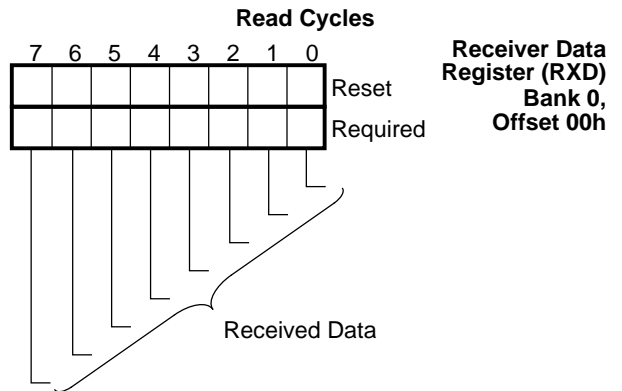 Read Cycles
7 6 5 4 3 2 1 0
Receiver Data
Register (RXD)
Bank 0,
Offset 00h
Reset
Required
Received Data